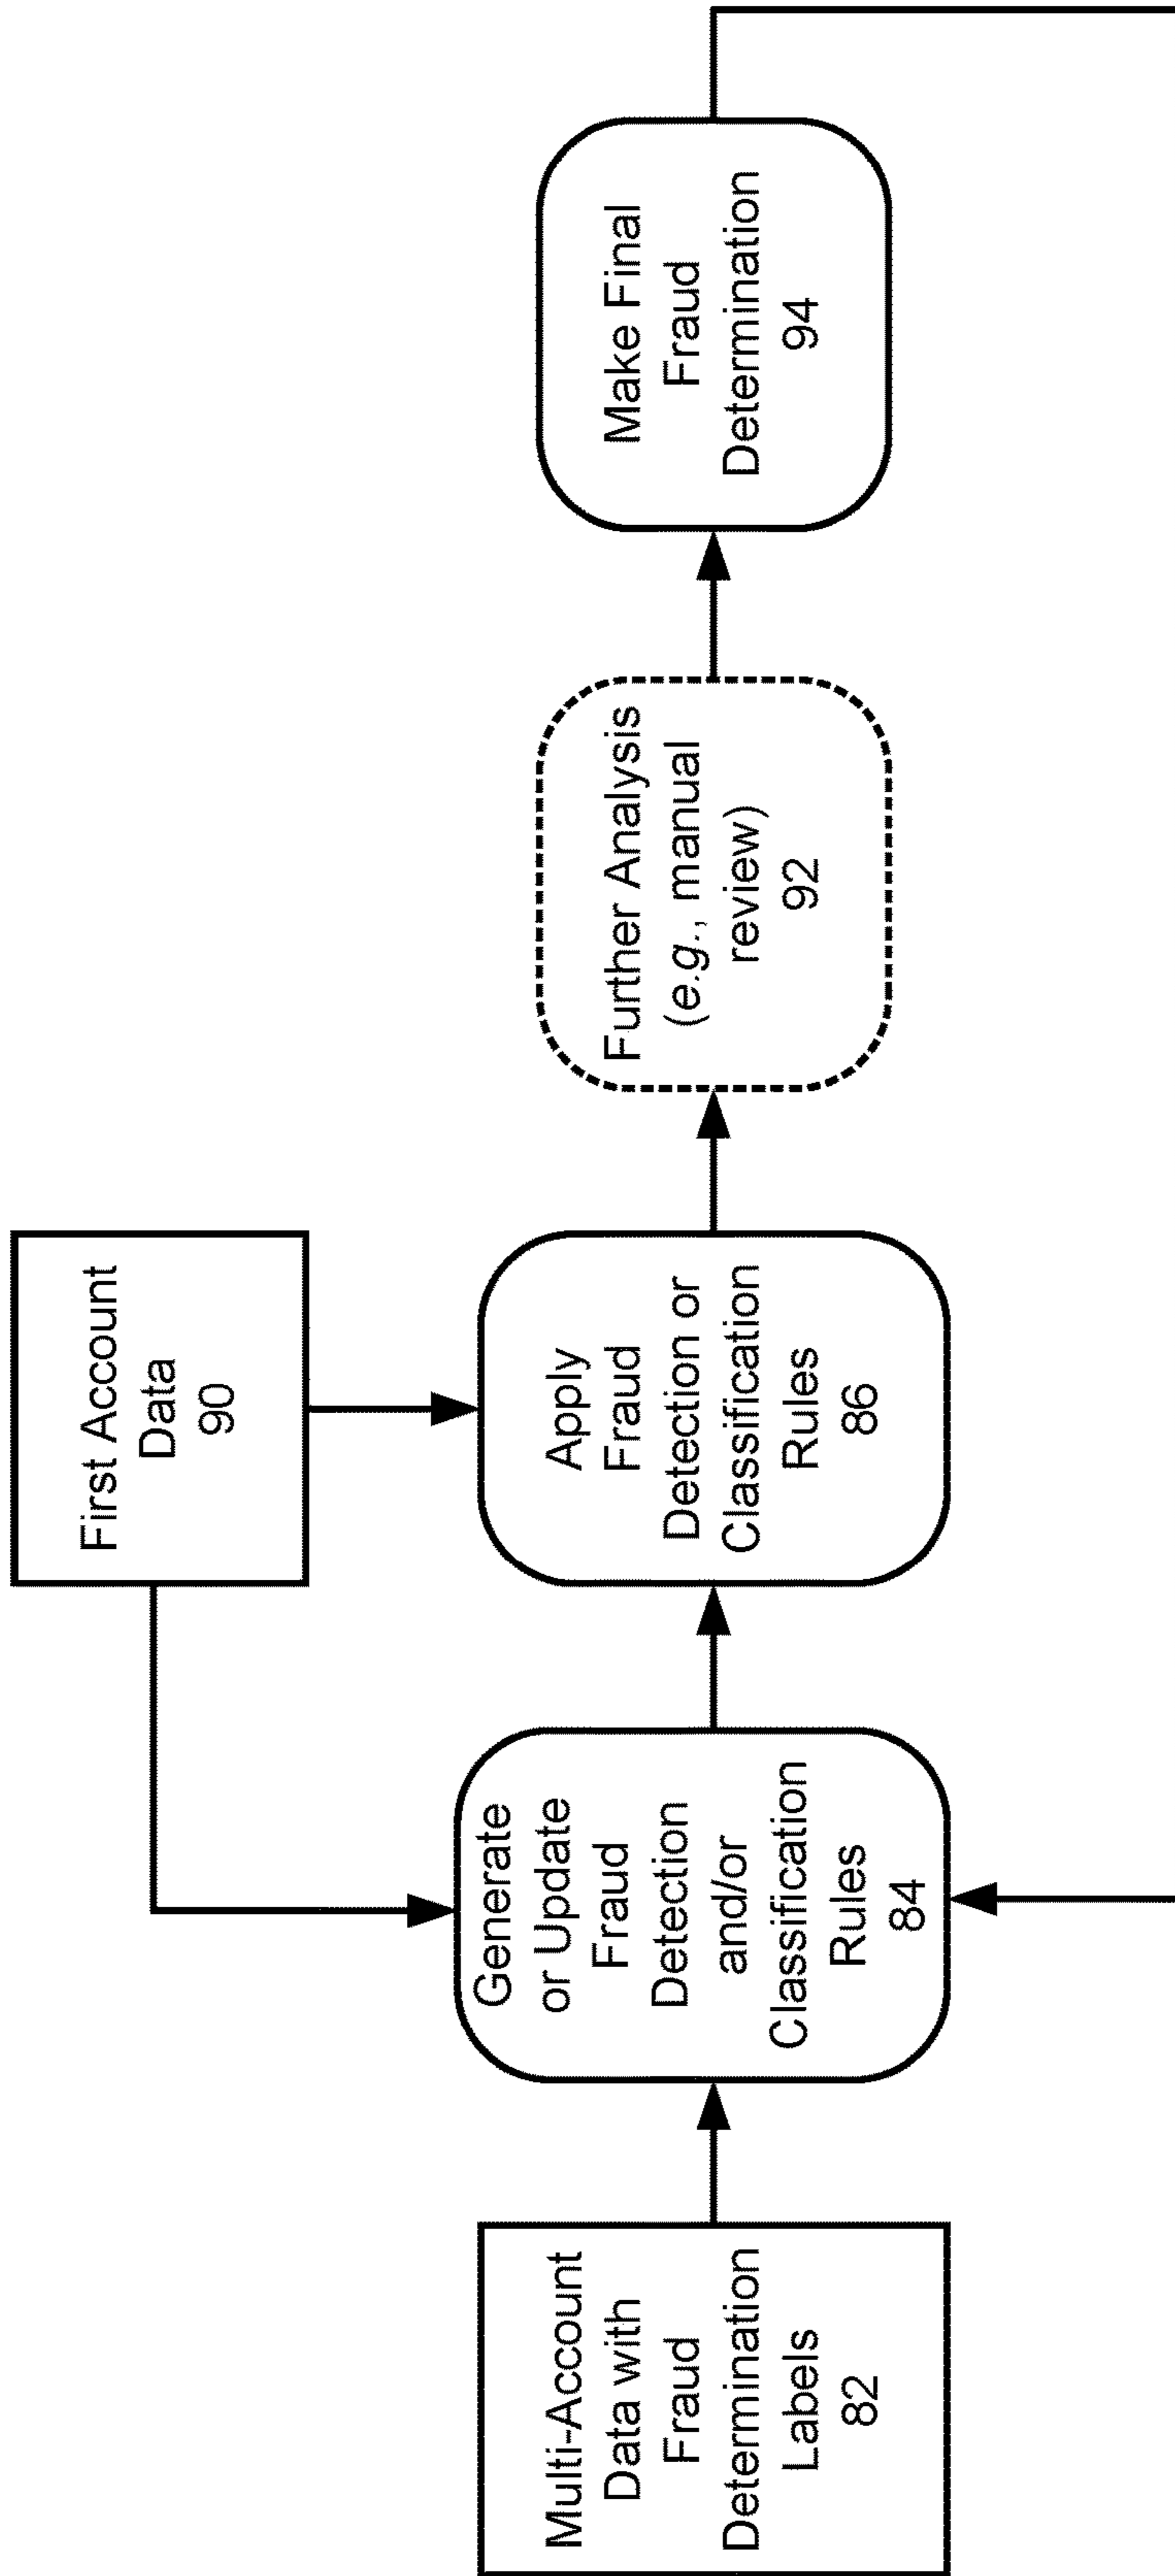 First Account
Data
90
Multi-Account
Data with
Fraud
Determination
Labels
82
Generate
or Update
Fraud
Detection
and/or
Classification
Rules
84
Apply
Fraud
Detection or
Classification
Rules
86
Further Analysis
(e.g., manual
review)
92
Make Final
Fraud
Determination
94